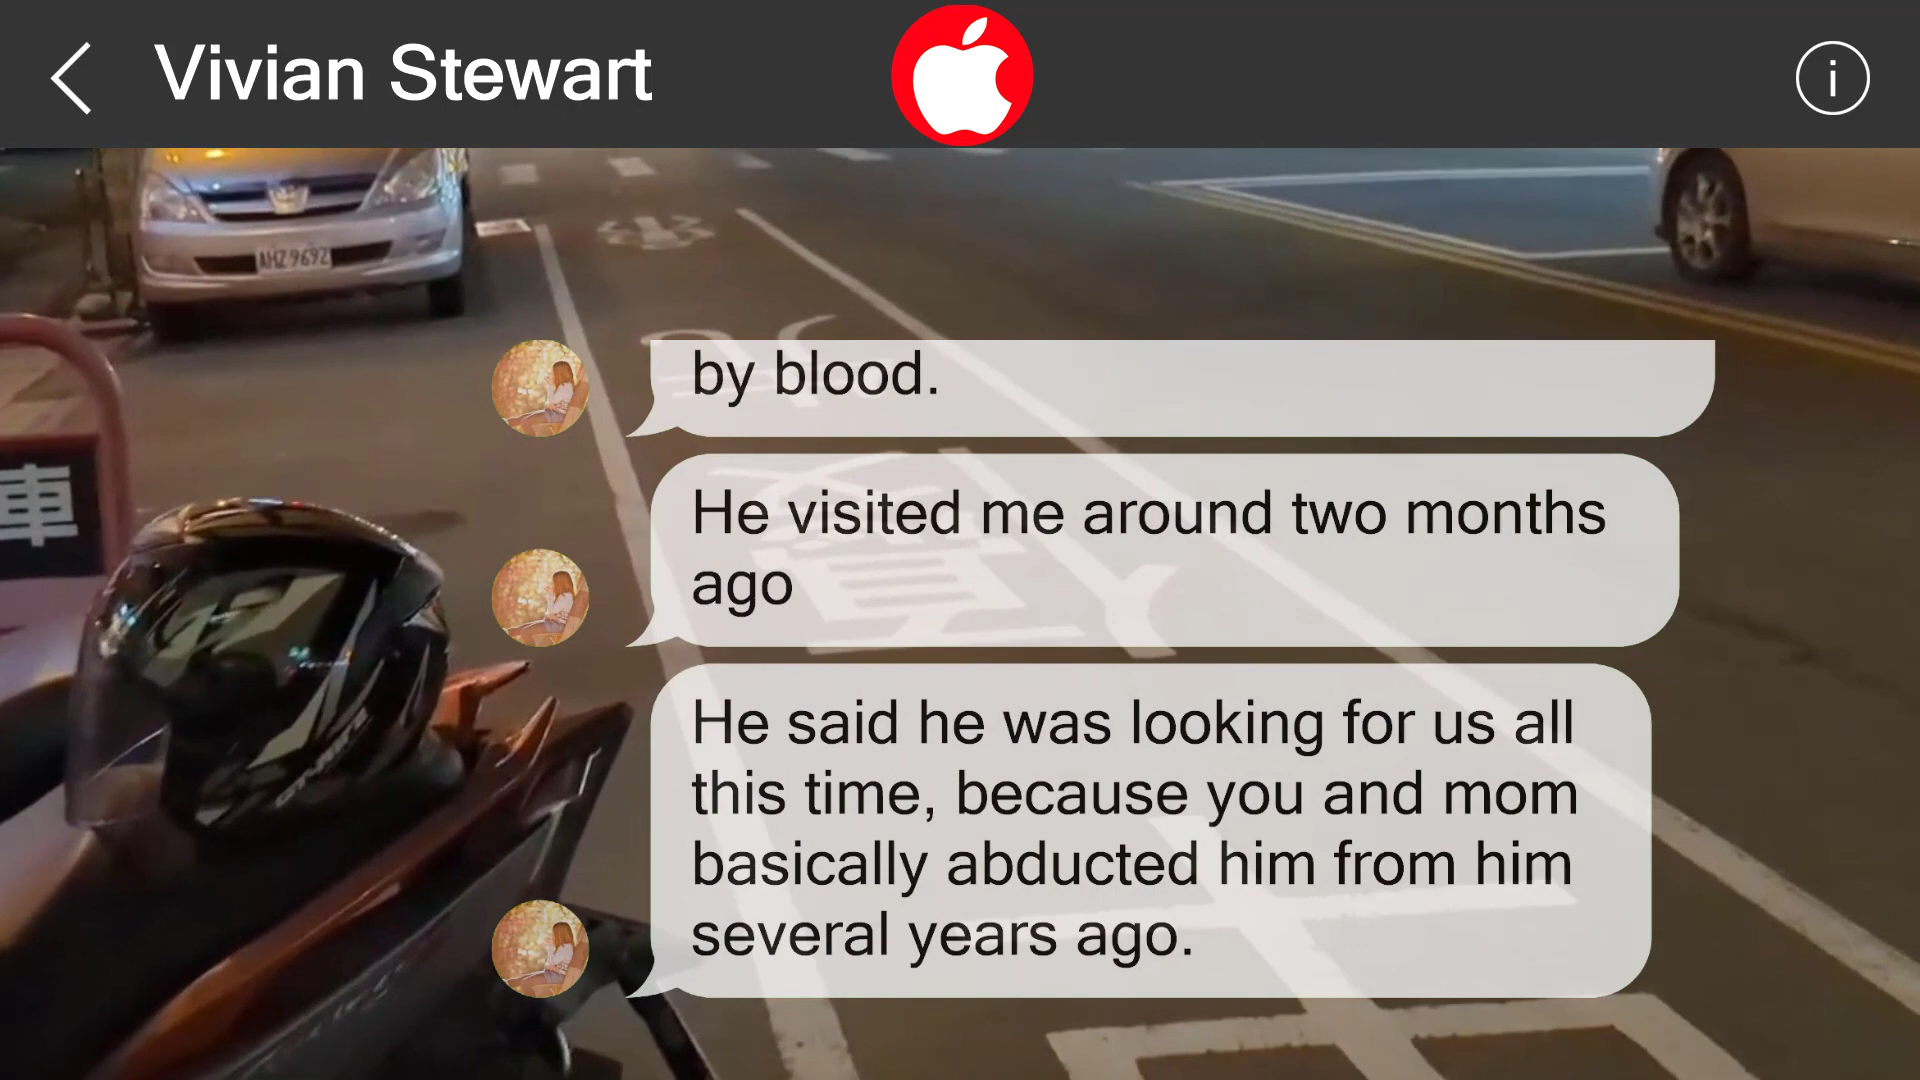 Vivian Stewart
i
AHZ 9692
by blood.
He visited me around two months
ago
車
He said he was looking for us all
this time, because you and mom
basically abducted him from him
several years ago.